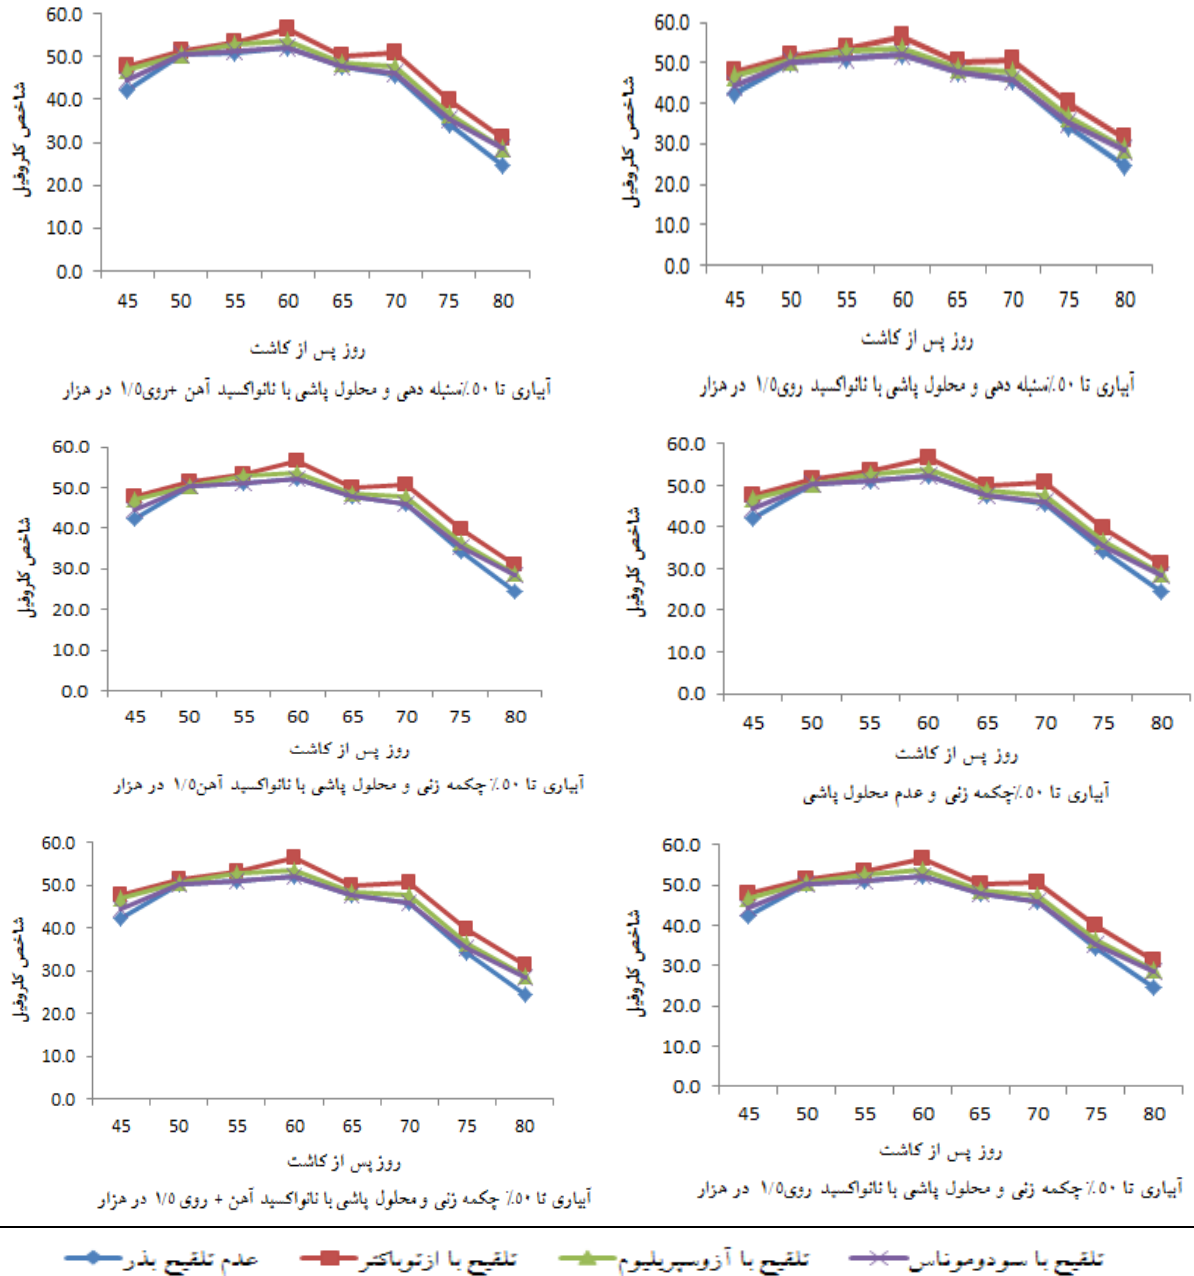 شاخص کلروفیل
60.0
50.0
40.0
30.0
20.0
10.0
0.0
45 50 55 60 65 70 75 80
روز پس از کاشت
آبیاری تا ۵۰٪سنبله دهی و محلول پاشی با نانواکسید روی۱/۵ در هزار
شاخص کلروفیل
60.0
50.0
40.0
30.0
20.0
10.0
0.0
45 50 55 60 65 70 75 80
روز پس از کاشت
آبیاری تا ۵۰٪سنبله دهی و محلول پاشی با نانواکسید آهن +روی۱/۵ در هزار
شاخص کلروفیل
60.0
50.0
40.0
30.0
20.0
10.0
0.0
45 50 55 60 65 70 75 80
روز پس از کاشت
آبیاری تا ۵۰٪چکمه زنی و عدم محلول پاشی
شاخص کلروفیل
60.0
50.0
40.0
30.0
20.0
10.0
0.0
45 50 55 60 65 70 75 80
روز پس از کاشت
آبیاری تا ۵۰٪ چکمه زنی و محلول پاشی با نانواکسید آهن۱/۵ در هزار
شاخص کلروفیل
60.0
50.0
40.0
30.0
20.0
10.0
0.0
45 50 55 60 65 70 75 80
روز پس از کاشت
آبیاری تا ۵۰٪ چکمه زنی و محلول پاشی با نانواکسید روی۱/۵ در هزار
شاخص کلروفیل
60.0
50.0
40.0
30.0
20.0
10.0
0.0
45 50 55 60 65 70 75 80
روز پس از کاشت
آبیاری تا ۵۰٪ چکمه زنی و محلول پاشی با نانواکسید آهن + روی ۱/۵ در هزار
تلقیح با سودوموناس تلقیح با آزوسپریلیوم تلقیح با ازتوباکتر عدم تلقیح بذر